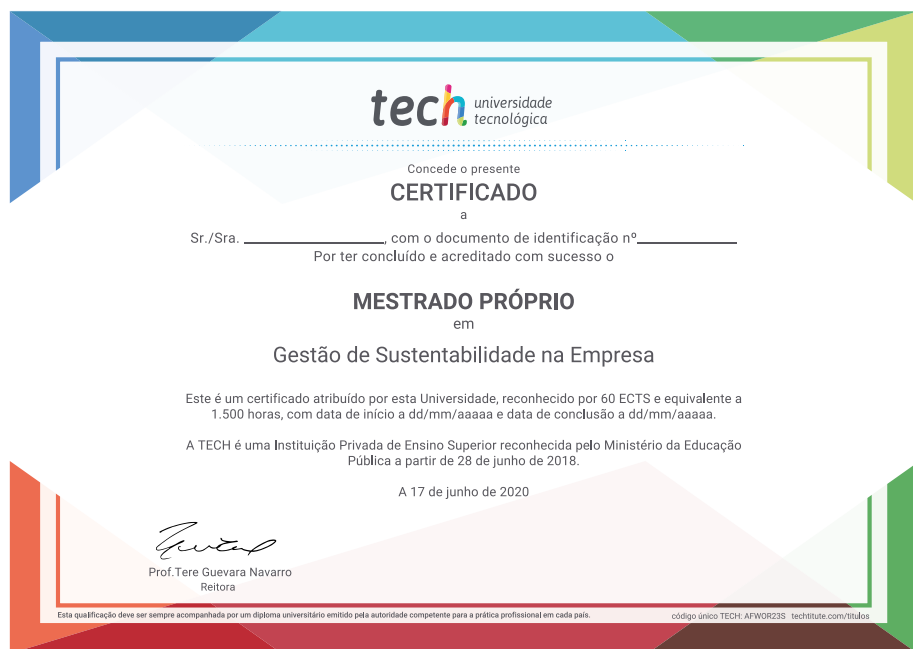 tech universidade
tecnológica
Concede o presente
CERTIFICADO
a
Sr./Sra. ________________, com o documento de identificação nº____________
Por ter concluído e acreditado com sucesso o
MESTRADO PRÓPRIO
em
Gestão de Sustentabilidade na Empresa
Este é um certificado atribuído por esta Universidade, reconhecido por 60 ECTS e equivalente a
1.500 horas, com data de início a dd/mm/aaaaa e data de conclusão a dd/mm/aaaaa.
A TECH é uma Instituição Privada de Ensino Superior reconhecida pelo Ministério da Educação
Pública a partir de 28 de junho de 2018.
A 17 de junho de 2020
Prof.Tere Guevara Navarro
Reitora
Esta qualificação deve ser sempre acompanhada por um diploma universitário emitido pela autoridade competente para a prática profissional em cada país.
código único TECH: AFWOR23S techtitute.com/titulos